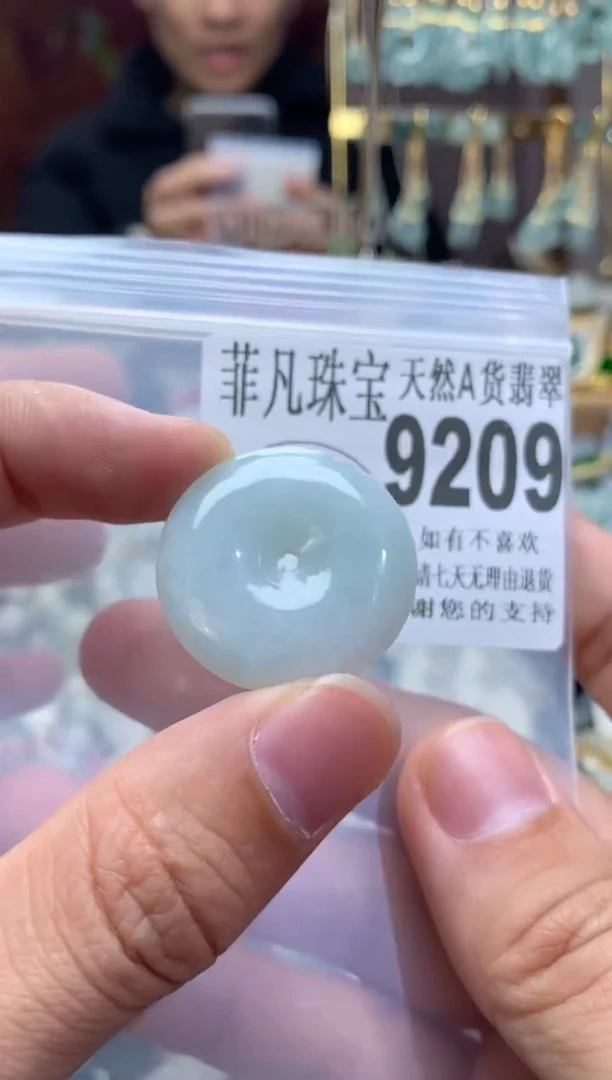 菲凡珠宝 天然A货翡翠
9209
如有不喜欢
请七天无理由退货
谢您的支持